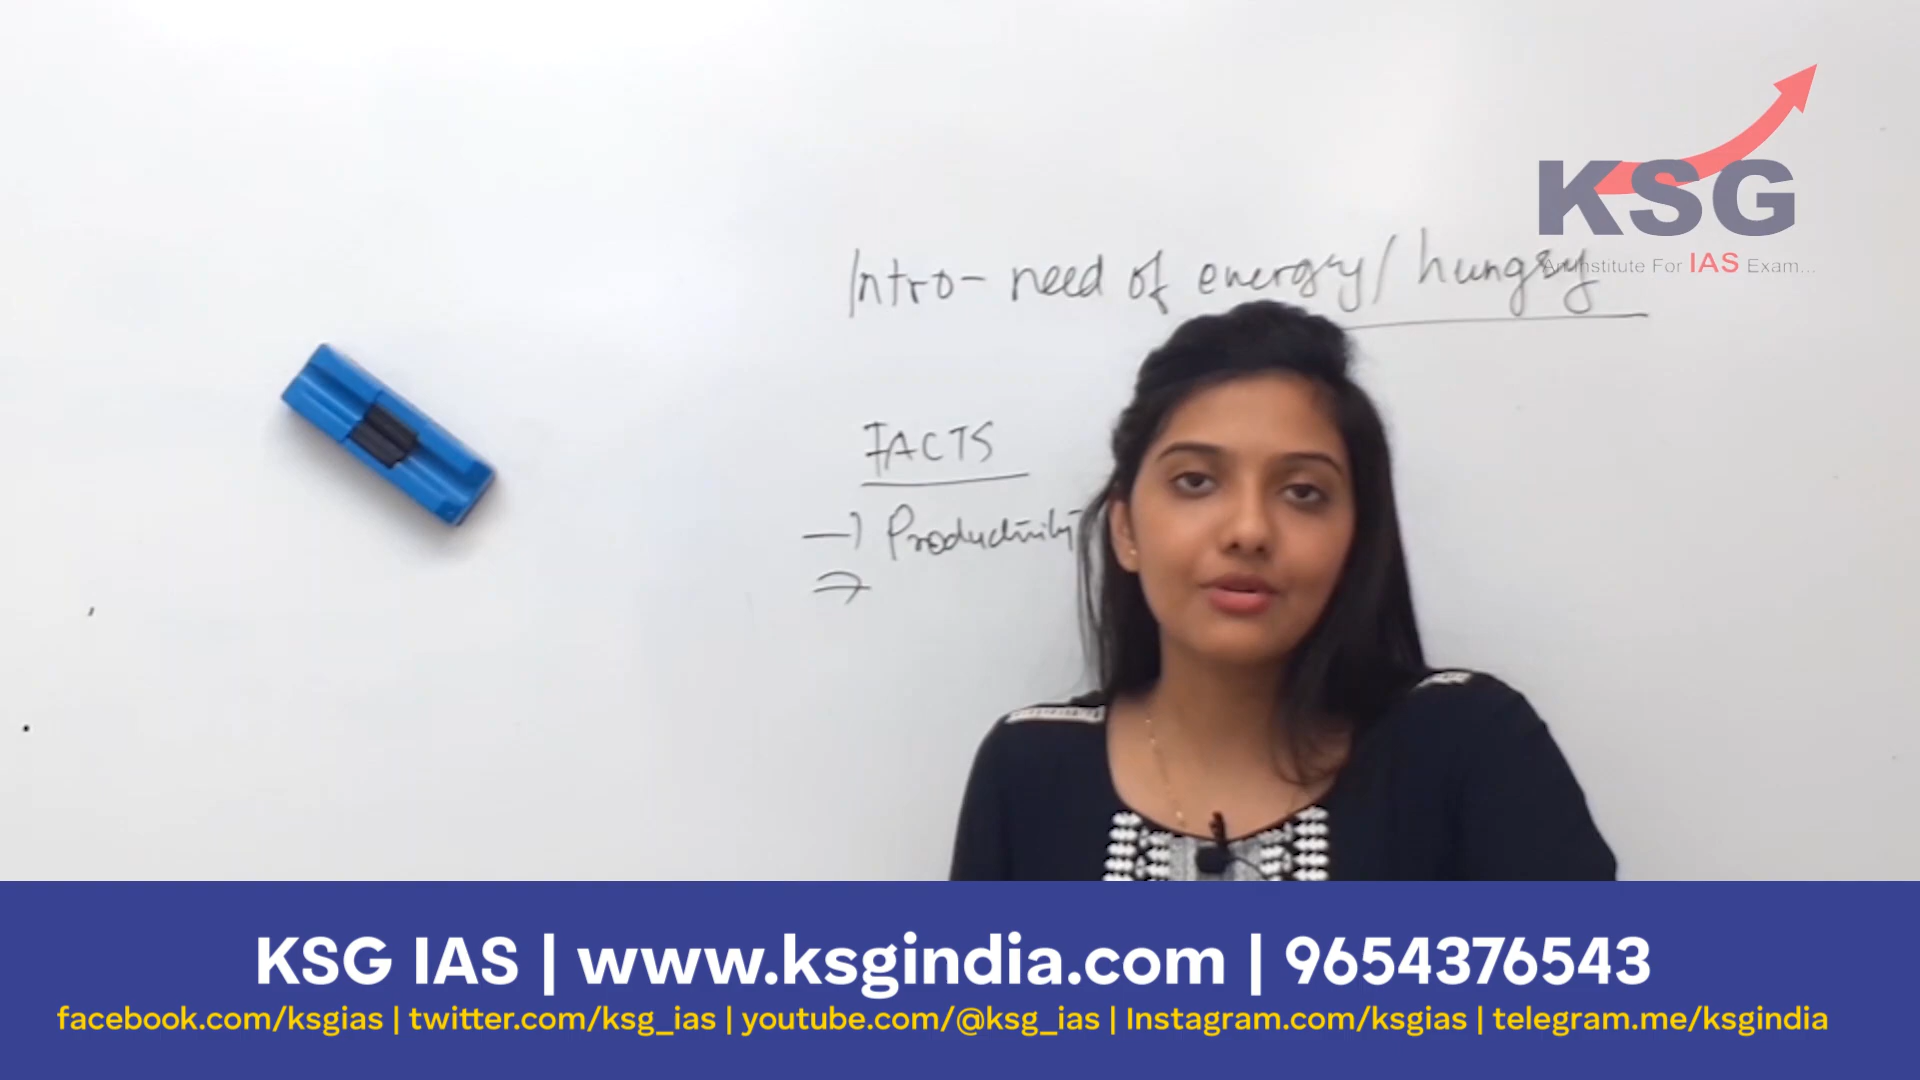 KSG
An Institute For IAS Exam...
Intro - need of energy / hungry
FACTS
→ Productivity
⇒
KSG IAS | www.ksgindia.com | 9654376543
facebook.com/ksgias | twitter.com/ksg_ias | youtube.com/@ksg_ias | Instagram.com/ksgias | telegram.me/ksgindia